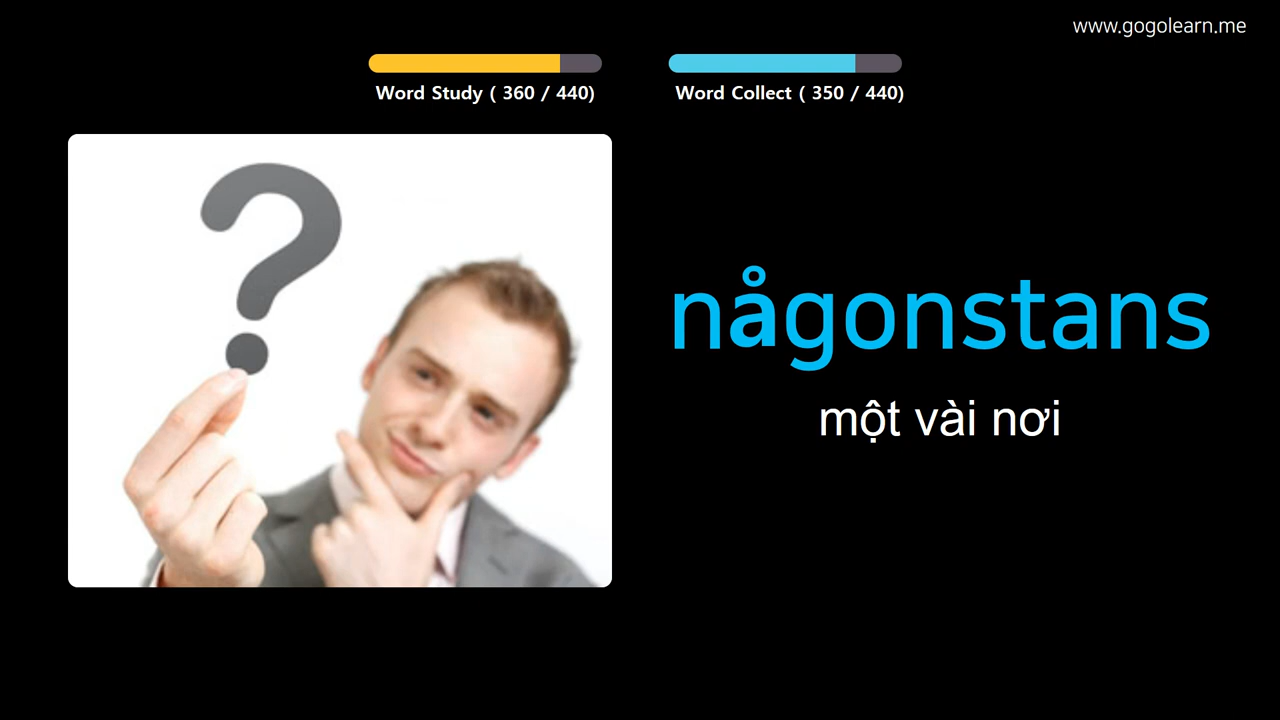 www.gogolearn.me
Word Study ( 360 / 440)
Word Collect ( 350 / 440)
?
någonstans
một vài nơi